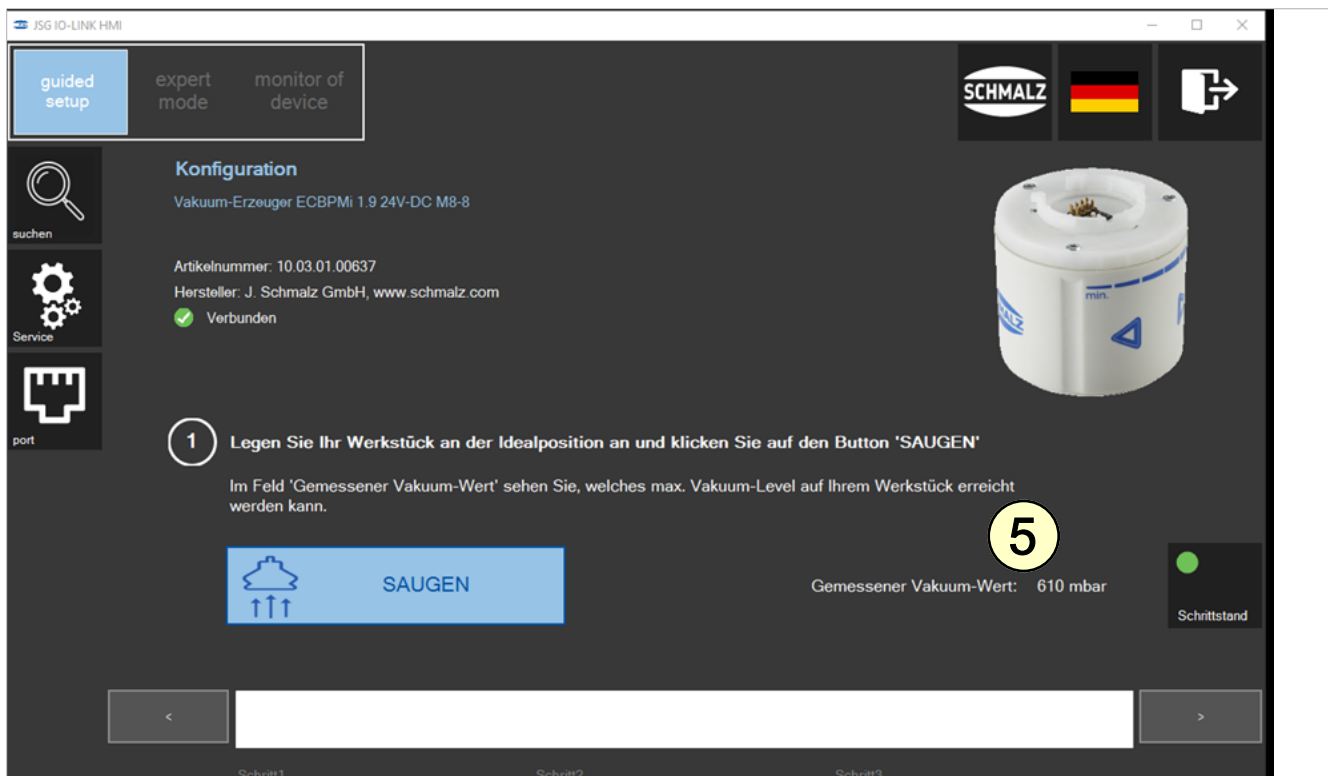 JSG IO-LINK HMI
guided
setup
expert
mode
monitor of
device
SCHMALZ
suchen
Service
port
Konfiguration
Vakuum-Erzeuger ECBPMi 1.9 24V-DC M8-8
Artikelnummer: 10.03.01.00637
Hersteller: J. Schmalz GmbH, www.schmalz.com
Verbunden
min.
1
Legen Sie Ihr Werkstück an der Idealposition an und klicken Sie auf den Button 'SAUGEN'
Im Feld 'Gemessener Vakuum-Wert' sehen Sie, welches max. Vakuum-Level auf Ihrem Werkstück erreicht
werden kann.
5
SAUGEN
Gemessener Vakuum-Wert: 610 mbar
Schrittstand
<
>
Schritt1
Schritt2
Schritt3